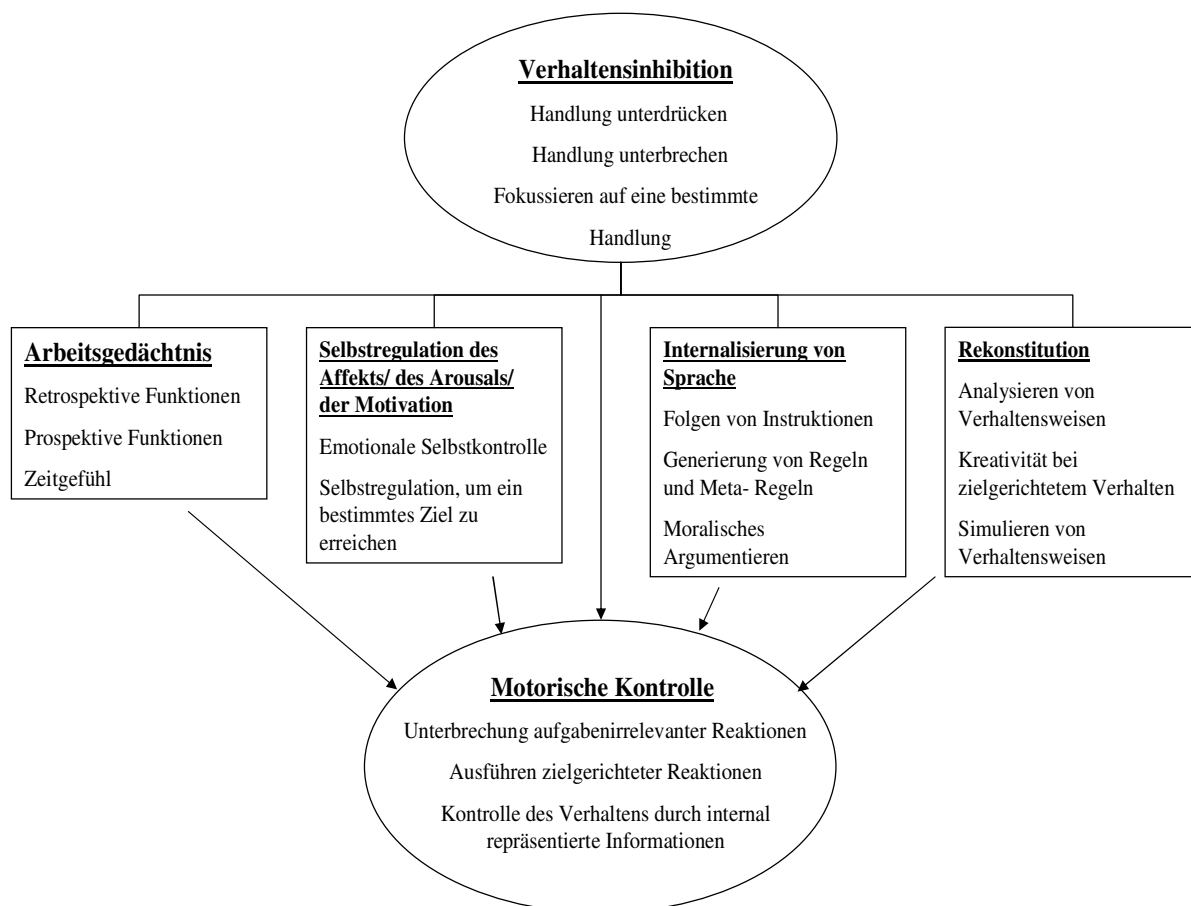 Verhaltensinhibition
Handlung unterdrücken
Handlung unterbrechen
Fokussieren auf eine bestimmte
Handlung
Arbeitsgedächtnis
Retrospektive Funktionen
Prospektive Funktionen
Zeitgefühl
Selbstregulation des
Affekts/ des Arousals/
der Motivation
Emotionale Selbstkontrolle
Selbstregulation, um ein
bestimmtes Ziel zu
erreichen
Internalisierung von
Sprache
Folgen von Instruktionen
Generierung von Regeln
und Meta- Regeln
Moralisches
Argumentieren
Rekonstitution
Analysieren von
Verhaltensweisen
Kreativität bei
zielgerichtetem Verhalten
Simulieren von
Verhaltensweisen
Motorische Kontrolle
Unterbrechung aufgabenirrelevanter Reaktionen
Ausführen zielgerichteter Reaktionen
Kontrolle des Verhaltens durch internal
repräsentierte Informationen